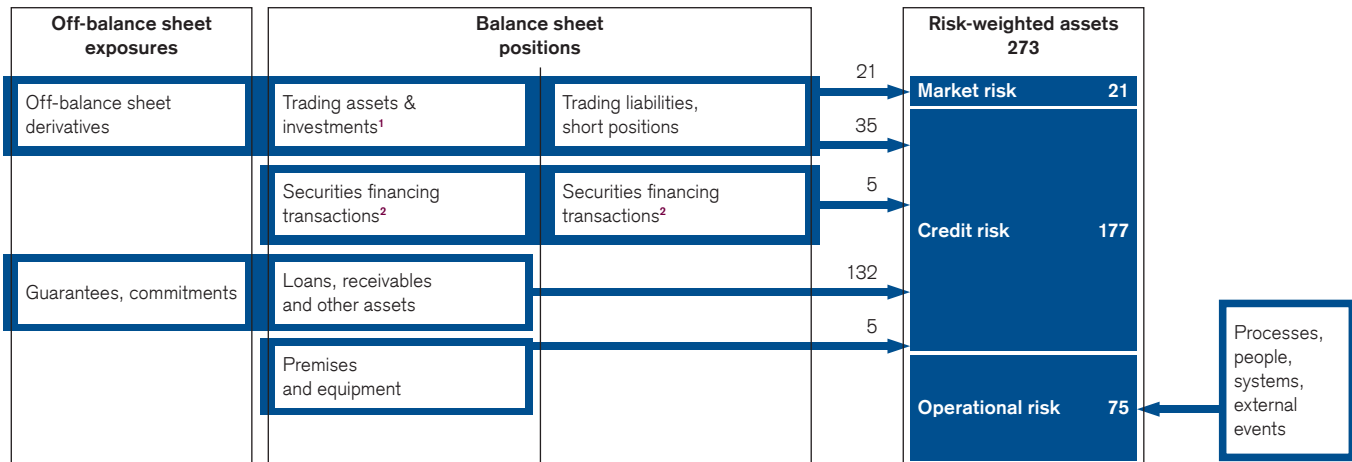 Off-balance sheet
exposures
Balance sheet
positions
Risk-weighted assets
273
Off-balance sheet
derivatives
Trading assets &
investments¹
Trading liabilities,
short positions
21
35
Market risk 21
Securities financing
transactions²
Securities financing
transactions²
5
Credit risk 177
Guarantees, commitments
Loans, receivables
and other assets
132
Premises
and equipment
5
Operational risk 75
Processes,
people,
systems,
external
events